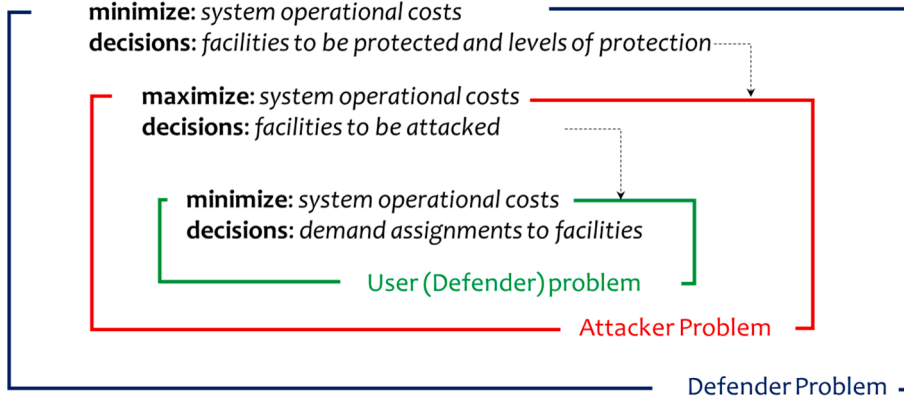 minimize: system operational costs
decisions: facilities to be protected and levels of protection
maximize: system operational costs
decisions: facilities to be attacked
minimize: system operational costs
decisions: demand assignments to facilities
User (Defender) problem
Attacker Problem
Defender Problem